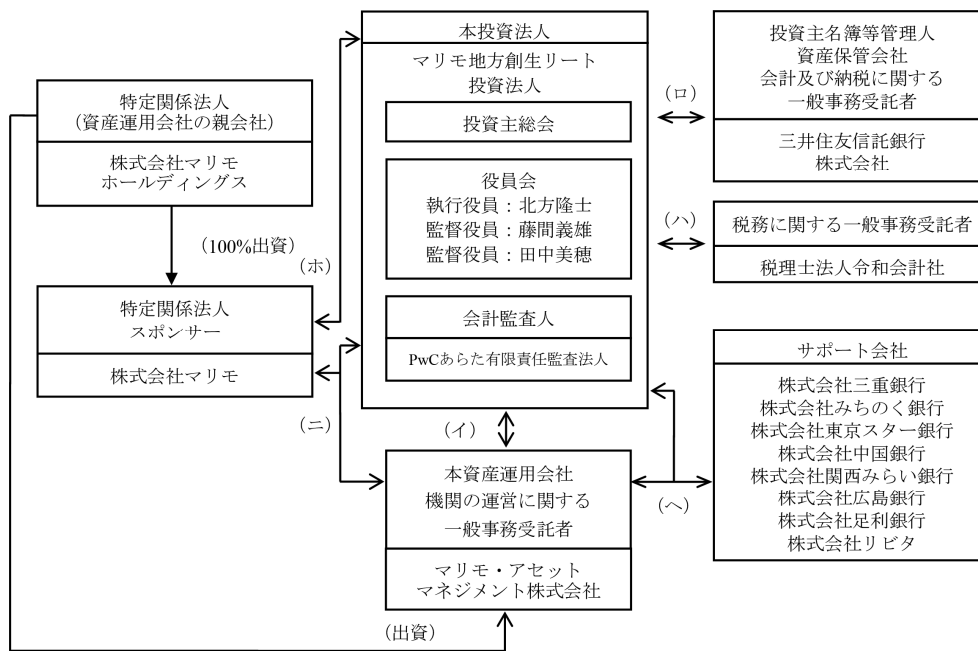 特定関係法人
(資産運用会社の親会社)
株式会社マリモ
ホールディングス
(100%出資)
特定関係法人
スポンサー
株式会社マリモ
(ホ)
(ニ)
本投資法人
マリモ地方創生リート
投資法人
投資主総会
役員会
執行役員:北方隆士
監督役員:藤間義雄
監督役員:田中美穂
会計監査人
PwCあらた有限責任監査法人
(イ)
本資産運用会社
機関の運営に関する
一般事務受託者
マリモ・アセット
マネジメント株式会社
(出資)
(ロ)
投資主名簿等管理人
資産保管会社
会計及び納税に関する
一般事務受託者
三井住友信託銀行
株式会社
(ハ)
税務に関する一般事務受託者
税理士法人令和会計社
(ヘ)
サポート会社
株式会社三重銀行
株式会社みちのく銀行
株式会社東京スター銀行
株式会社中国銀行
株式会社関西みらい銀行
株式会社広島銀行
株式会社足利銀行
株式会社リビタ